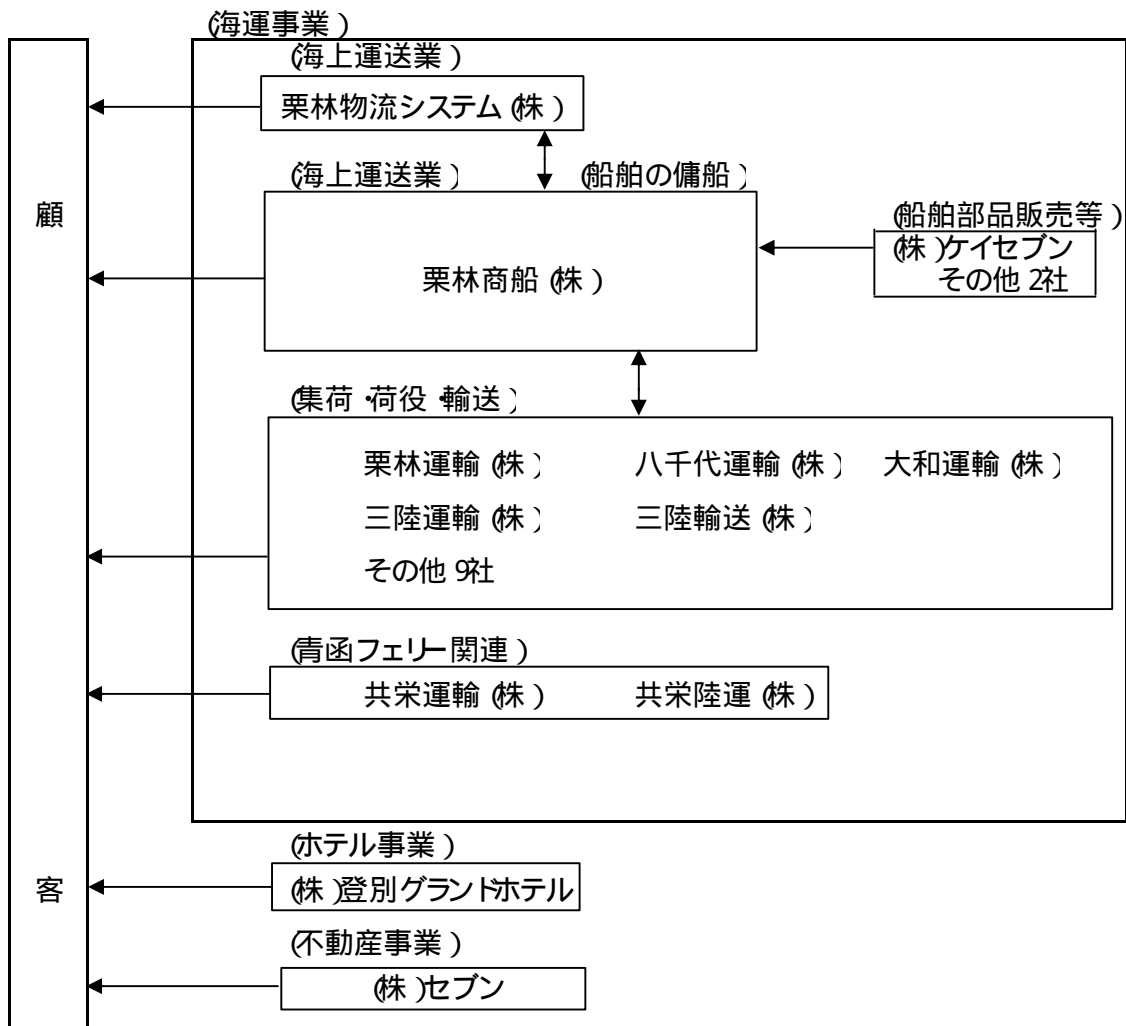 (海運事業)
(海上運送業)
栗林物流システム(株)
(海上運送業) (船舶の傭船)
顧
(船舶部品販売等)
(株)ケイセブン
その他 2社
栗林商船(株)
(集荷・荷役・輸送)
栗林運輸(株) 八千代運輸(株) 大和運輸(株)
三陸運輸(株) 三陸輸送(株)
その他 9社
(青函フェリー関連)
共栄運輸(株) 共栄陸運(株)
(ホテル事業)
客
(株)登別グランドホテル
(不動産事業)
(株)セブン